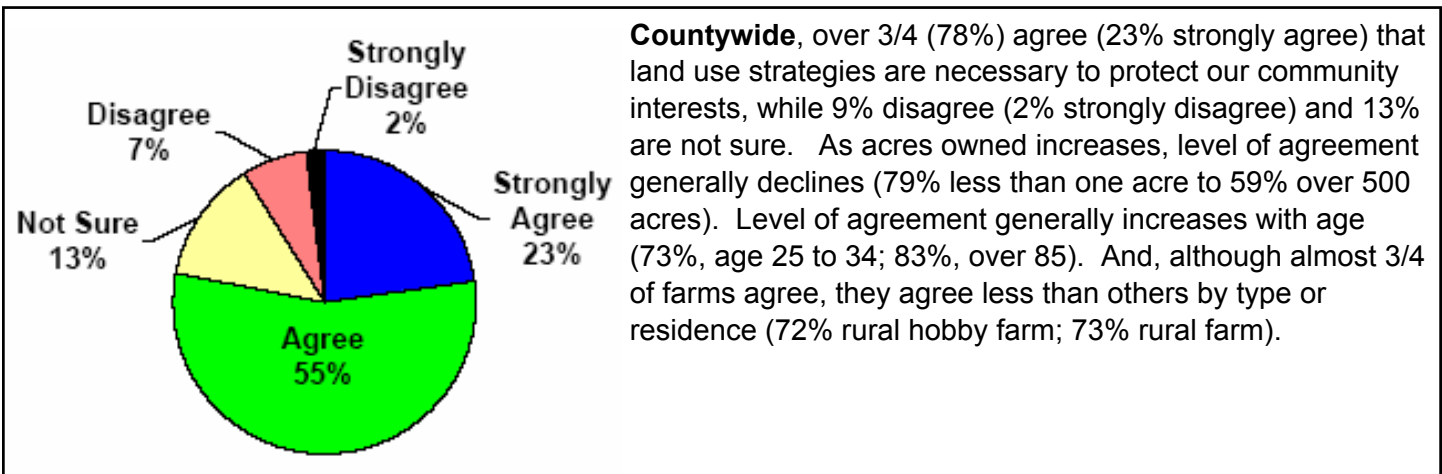 Strongly
Disagree
2%
Disagree
7%
Not Sure
13%
Strongly
Agree
23%
Agree
55%
Countywide, over 3/4 (78%) agree (23% strongly agree) that
land use strategies are necessary to protect our community
interests, while 9% disagree (2% strongly disagree) and 13%
are not sure. As acres owned increases, level of agreement
generally declines (79% less than one acre to 59% over 500
acres). Level of agreement generally increases with age
(73%, age 25 to 34; 83%, over 85). And, although almost 3/4
of farms agree, they agree less than others by type or
residence (72% rural hobby farm; 73% rural farm).